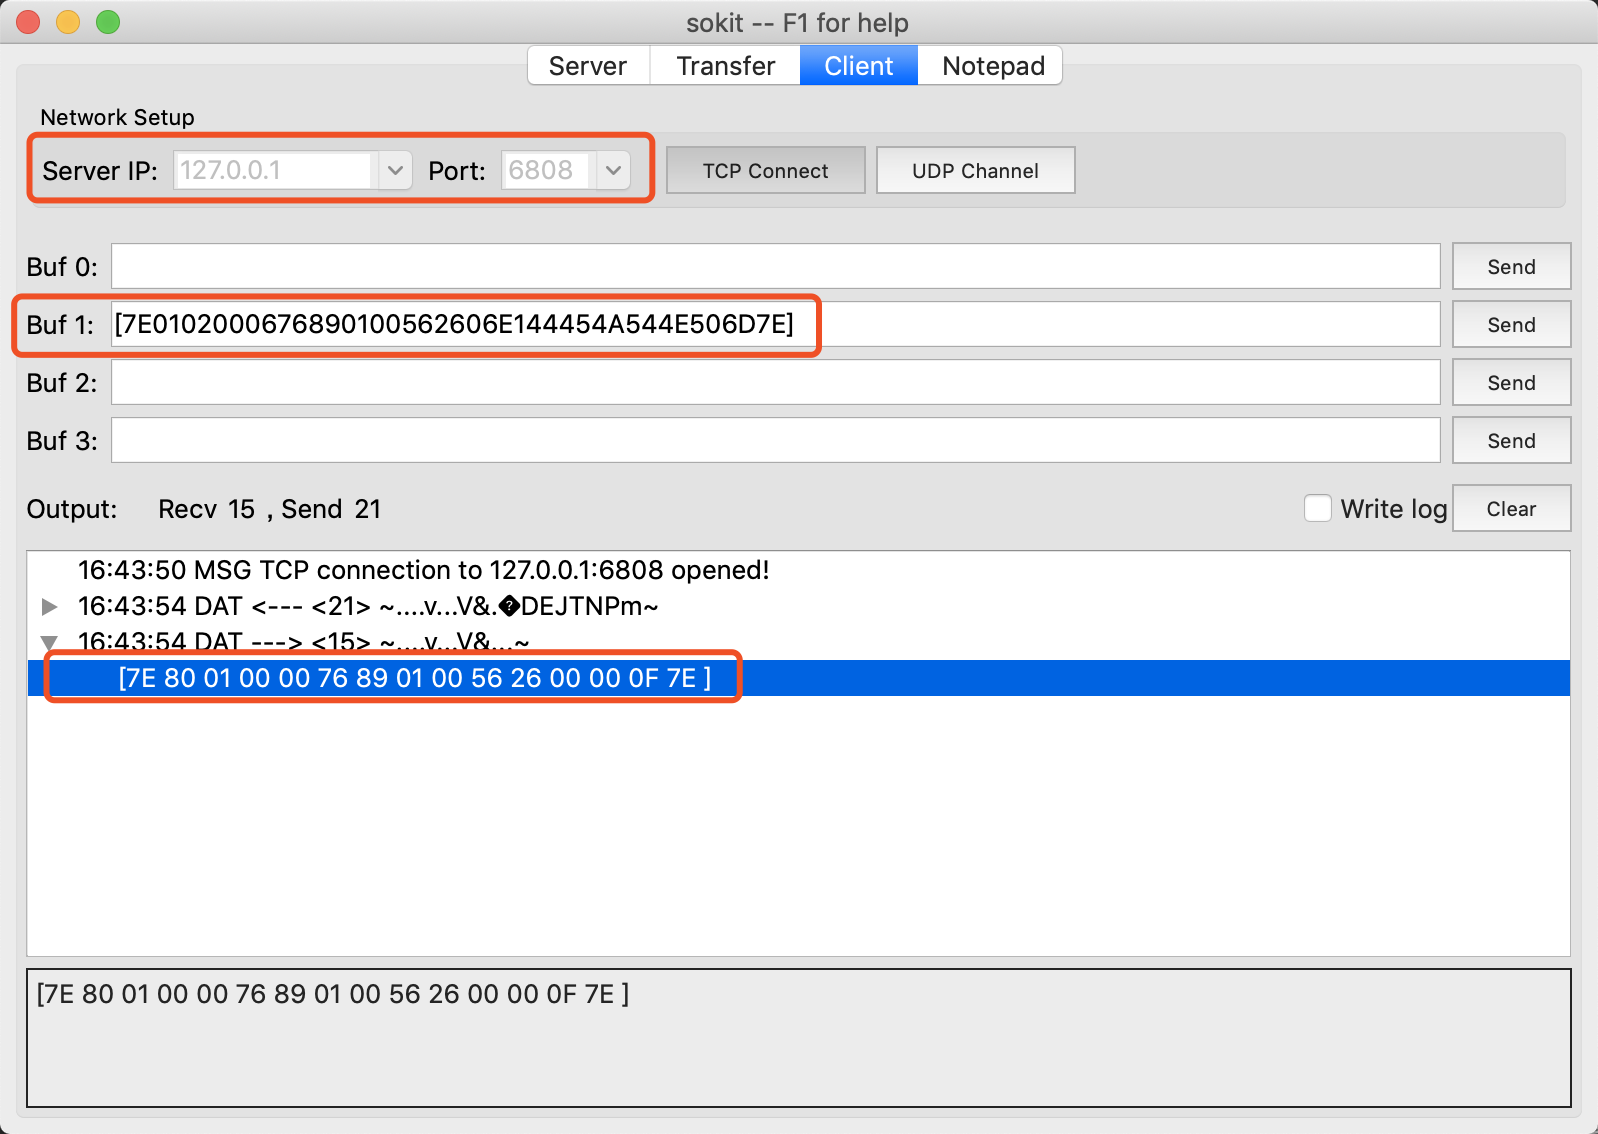 sokit -- F1 for help
Server Transfer Client Notepad
Network Setup
Server IP: 127.0.0.1 Port: 6808 TCP Connect UDP Channel
Buf 0: Send
Buf 1: [7E0102000676890100562606E144454A544E506D7E] Send
Buf 2: Send
Buf 3: Send
Output: Recv 15 , Send 21 Write log Clear
16:43:50 MSG TCP connection to 127.0.0.1:6808 opened!
16:43:54 DAT <--- <21> ~....v...V&.�DEJTNPm~
16:43:54 DAT ---> <15> ~....v...V&...~
[7E 80 01 00 00 76 89 01 00 56 26 00 00 0F 7E ]
[7E 80 01 00 00 76 89 01 00 56 26 00 00 0F 7E ]